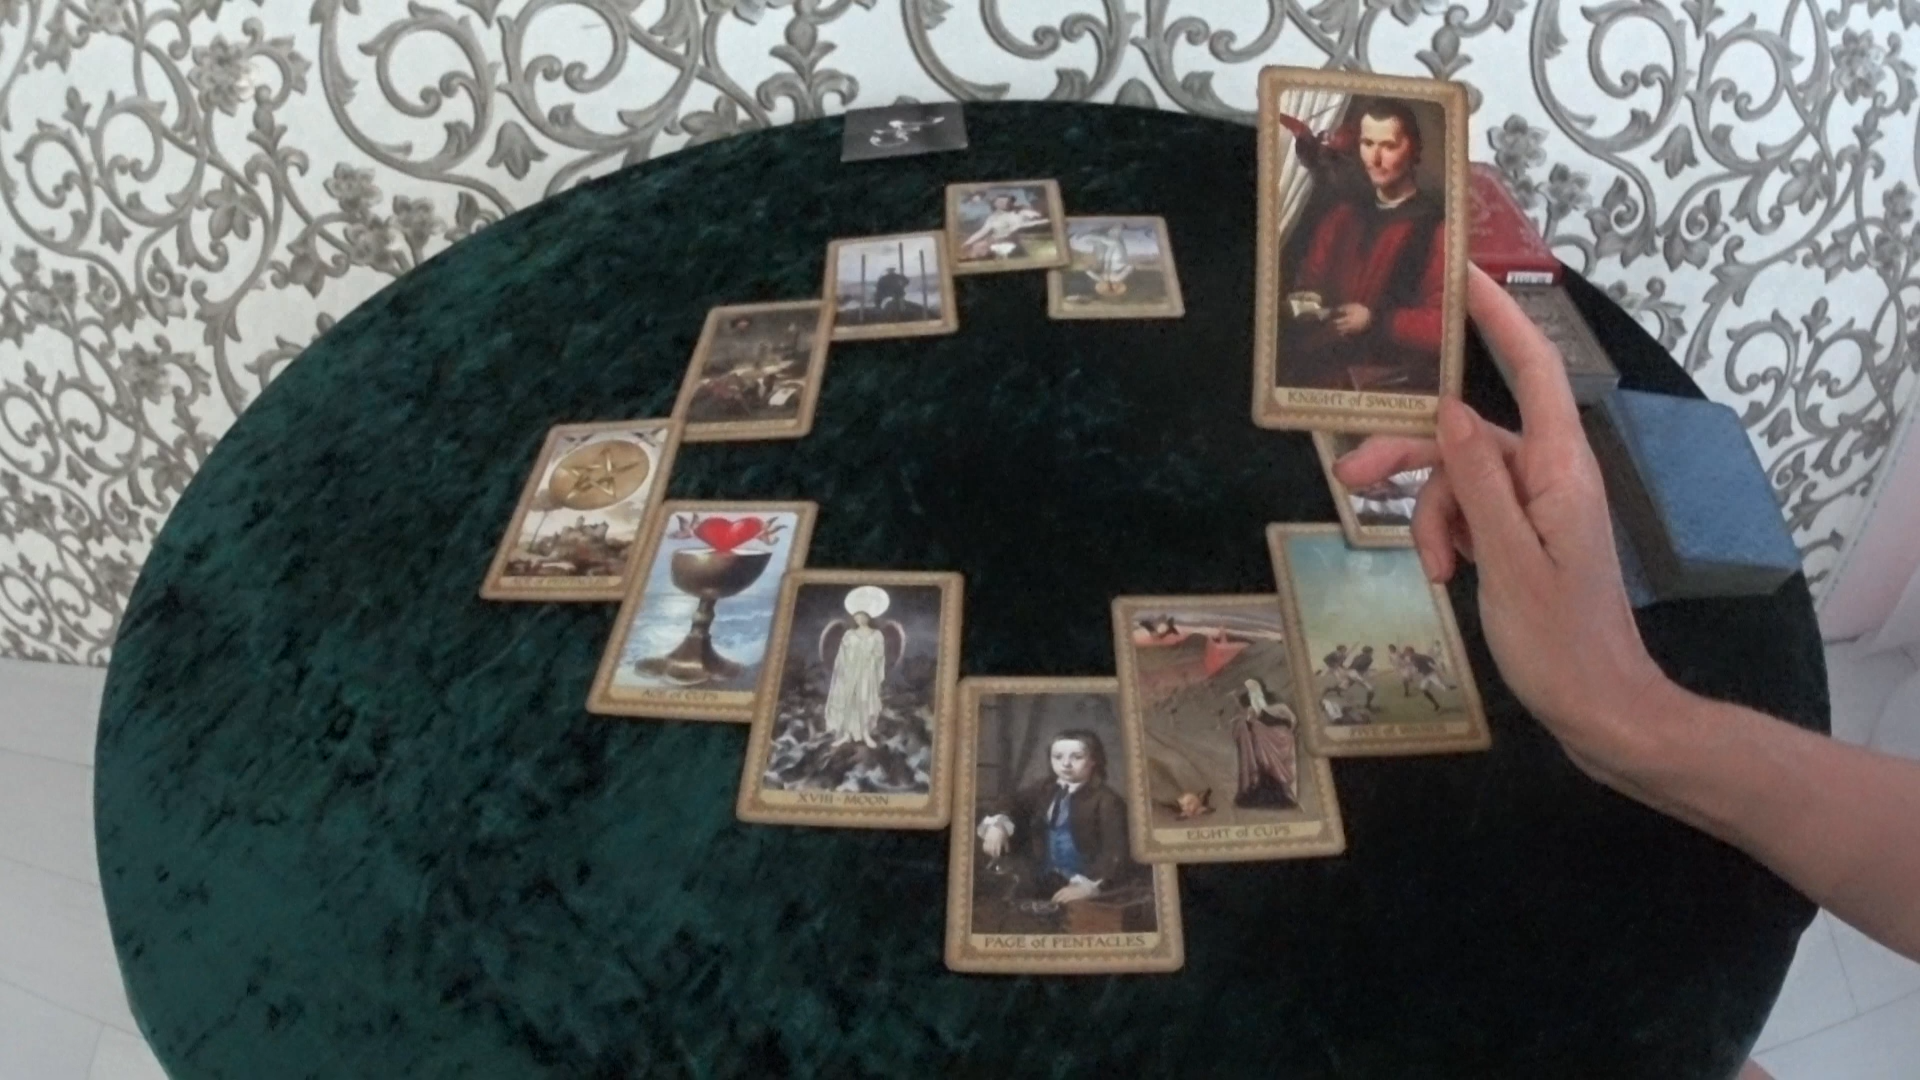 KNIGHT of SWORDS
ACE of CUPS
XVIII · MOON
EIGHT of CUPS
PAGE of PENTACLES